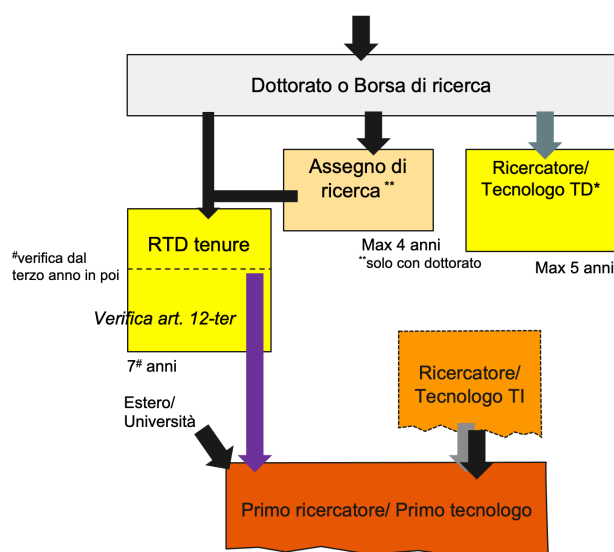 Dottorato o Borsa di ricerca
Assegno di
ricerca **
Ricercatore/
Tecnologo TD*
RTD tenure
#verifica dal
terzo anno in poi
Max 4 anni
**solo con dottorato
Max 5 anni
Verifica art. 12-ter
7# anni
Ricercatore/
Tecnologo TI
Estero/
Università
Primo ricercatore/ Primo tecnologo